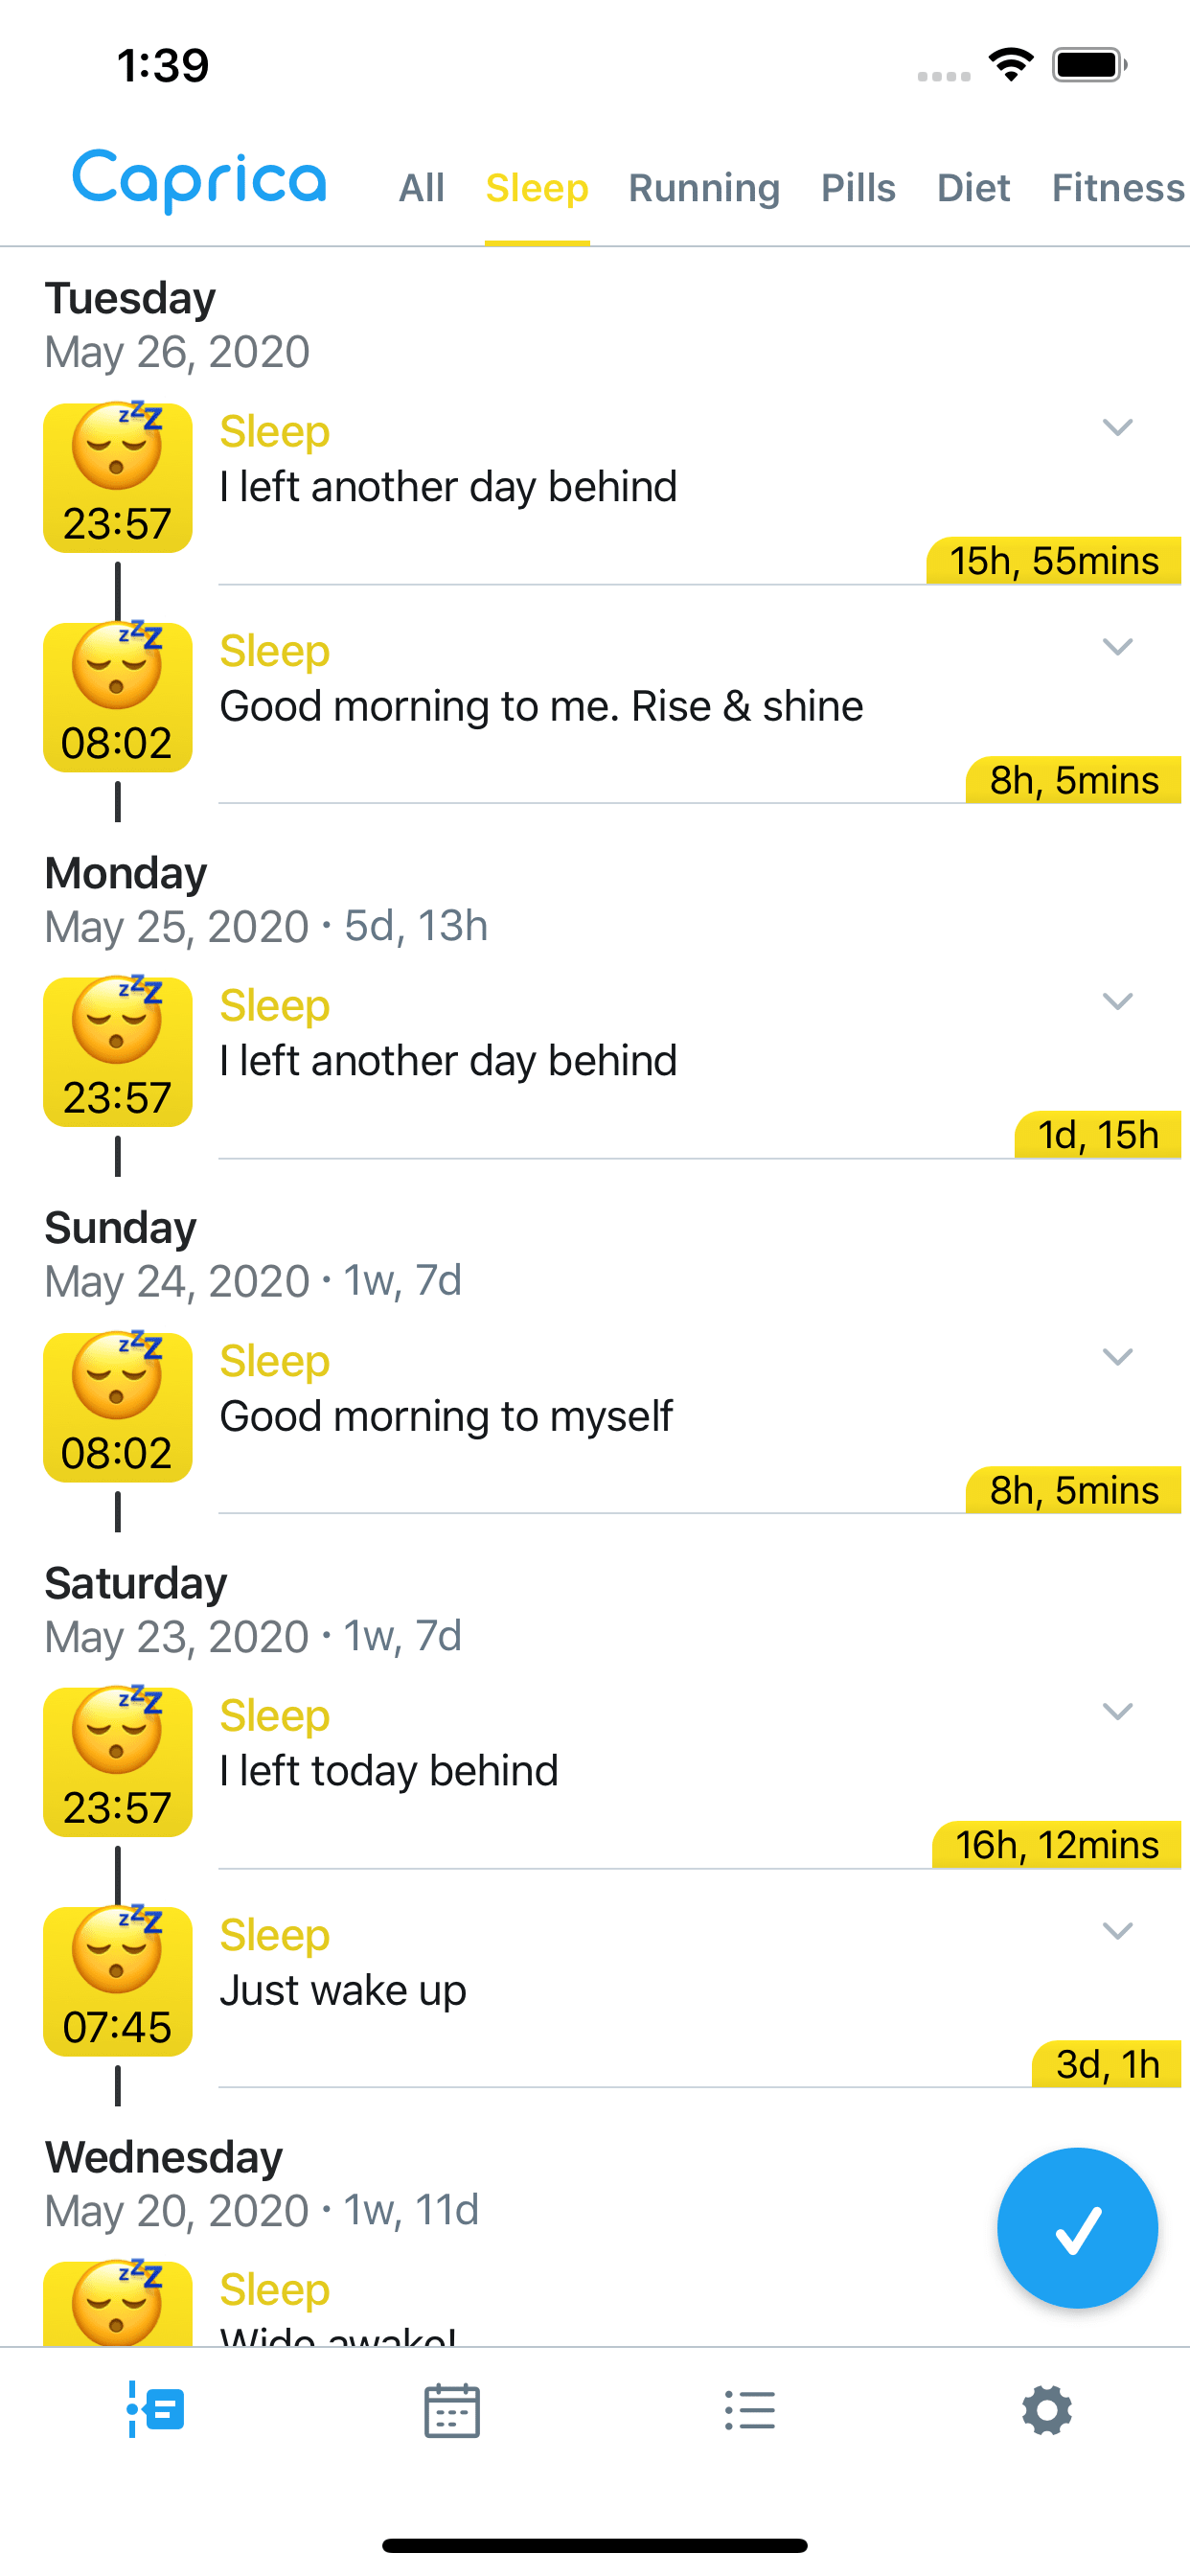 1:39
Caprica All Sleep Running Pills Diet Fitness
Tuesday
May 26, 2020
Sleep
I left another day behind
23:57
15h, 55mins
Sleep
Good morning to me. Rise & shine
08:02
8h, 5mins
Monday
May 25, 2020 · 5d, 13h
Sleep
I left another day behind
23:57
1d, 15h
Sunday
May 24, 2020 · 1w, 7d
Sleep
Good morning to myself
08:02
8h, 5mins
Saturday
May 23, 2020 · 1w, 7d
Sleep
I left today behind
23:57
16h, 12mins
Sleep
Just wake up
07:45
3d, 1h
Wednesday
May 20, 2020 · 1w, 11d
Sleep
Wide awake!